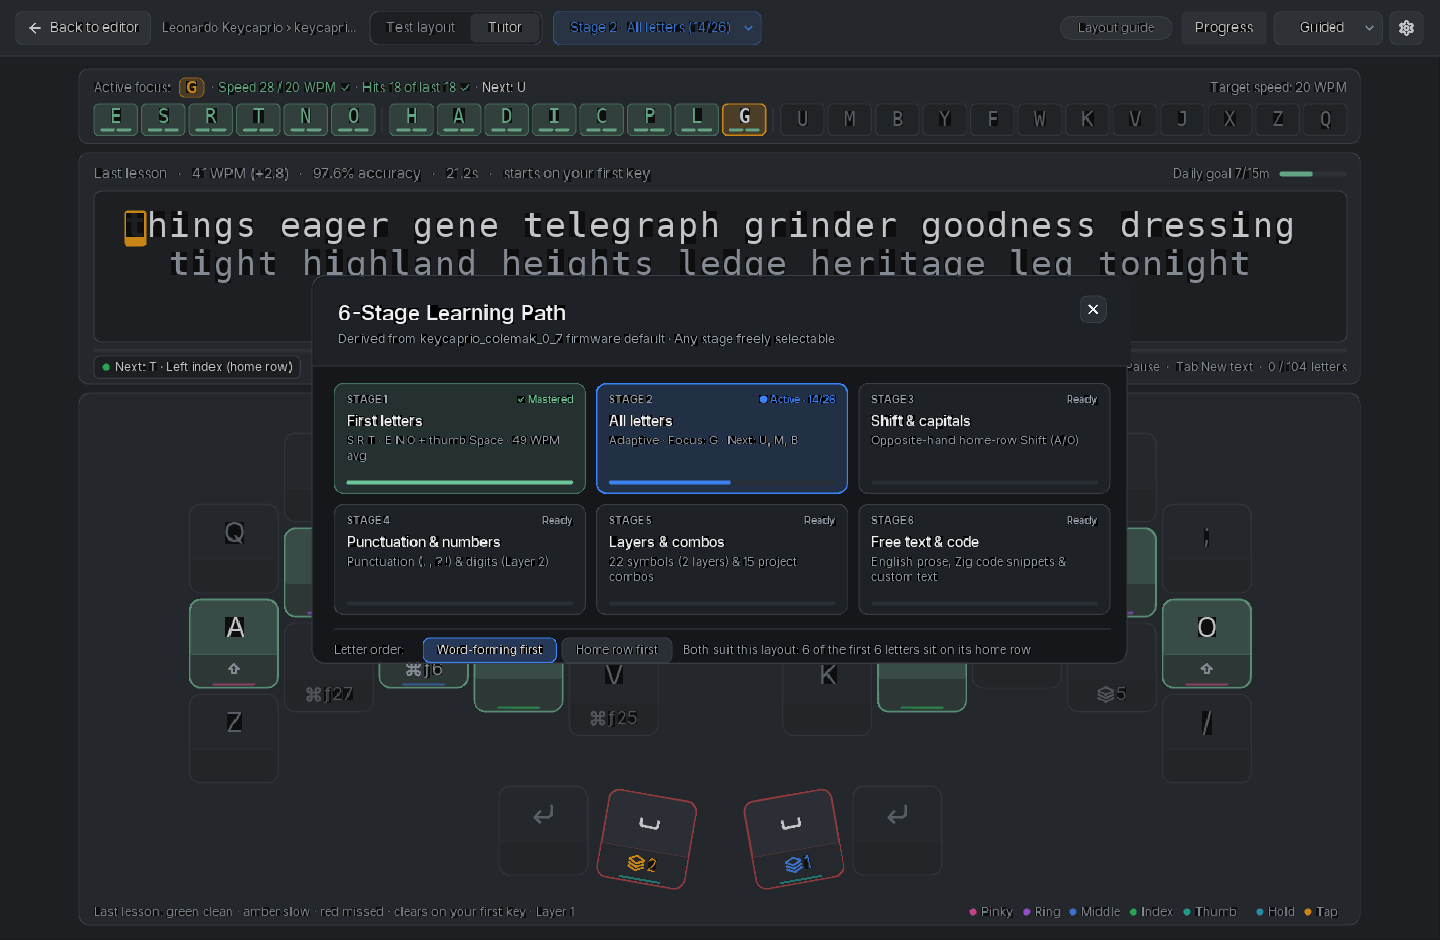 Back to editor
Leonardo Keycaprio › keycapri...
Test layout
Tutor
Stage 2 · All letters (14/26)
Layout guide
Progress
Guided
Active focus: G · Speed 28 / 20 WPM ✓ · Hits 18 of last 18 ✓ · Next: U
Target speed: 20 WPM
E S R T N O H A D I C P L G U M B Y F W K V J X Z Q
Last lesson · 41 WPM (+2.8) · 97.6% accuracy · 21.2s · starts on your first key
Daily goal 7/15m
things eager gene telegraph grinder goodness dressing
tight highland heights ledge heritage leg tonight
Next: T · Left index (home row)
Pause · Tab New text · 0 / 104 letters
6-Stage Learning Path
Derived from keycaprio_colemak_0_7 firmware default · Any stage freely selectable
STAGE 1
✓ Mastered
First letters
S R T · E N O + thumb Space · 49 WPM
avg
STAGE 2
Active · 14/26
All letters
Adaptive · Focus: G · Next: U, M, B
STAGE 3
Ready
Shift & capitals
Opposite-hand home-row Shift (A/O)
STAGE 4
Ready
Punctuation & numbers
Punctuation (. , ? !) & digits (Layer 2)
STAGE 5
Ready
Layers & combos
22 symbols (2 layers) & 15 project
combos
STAGE 6
Ready
Free text & code
English prose, Zig code snippets &
custom text
Letter order:
Word-forming first
Home row first
Both suit this layout: 6 of the first 6 letters sit on its home row
Q
;
A
O
⌘ƒ6
V
K
⌘ƒ27
5
⌘ƒ25
Z
/
2
1
Last lesson: green clean · amber slow · red missed · clears on your first key · Layer 1
Pinky
Ring
Middle
Index
Thumb
Hold
Tap